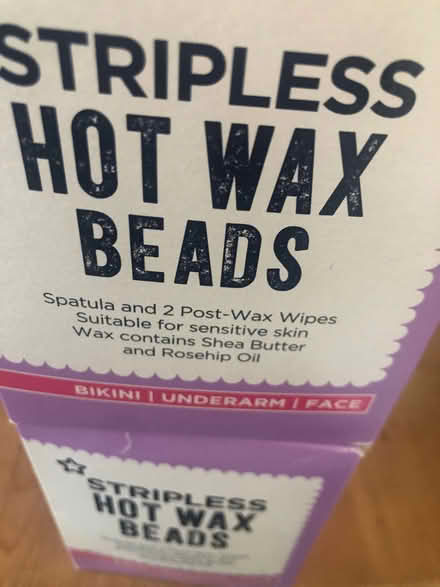 STRIPLESS
HOT WAX
BEADS
Spatula and 2 Post-Wax Wipes
Suitable for sensitive skin
Wax contains Shea Butter
and Rosehip Oil
BIKINI | UNDERARM | FACE
STRIPLESS
HOT WAX
BEADS